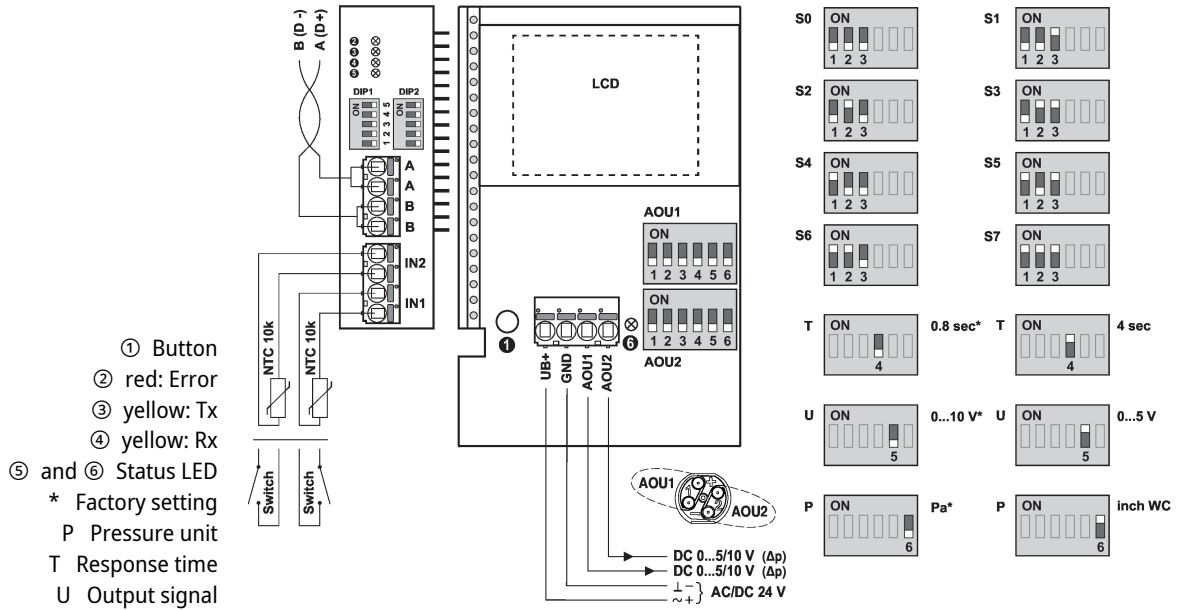 B (D -)
A (D+)
❷
❸
❹
❺
DIP1
DIP2
ON
ON
1 2 3 4 5
A
A
B
B
IN2
IN1
NTC 10k
NTC 10k
Switch
Switch
① Button
② red: Error
③ yellow: Tx
④ yellow: Rx
⑤ and ⑥ Status LED
* Factory setting
P Pressure unit
T Response time
U Output signal
LCD
AOU1
ON
1 2 3 4 5 6
ON
1 2 3 4 5 6
AOU2
❶
❻
UB+
GND
AOU1
AOU2
AOU1
1
+
-
2
AOU2
DC 0...5/10 V (Δp)
DC 0...5/10 V (Δp)
⊥ −
~ + } AC/DC 24 V
S0
ON
1 2 3
S1
ON
1 2 3
S2
ON
1 2 3
S3
ON
1 2 3
S4
ON
1 2 3
S5
ON
1 2 3
S6
ON
1 2 3
S7
ON
1 2 3
T
ON
4
0.8 sec*
T
ON
4
4 sec
U
ON
5
0...10 V*
U
ON
5
0...5 V
P
ON
6
Pa*
P
ON
6
inch WC